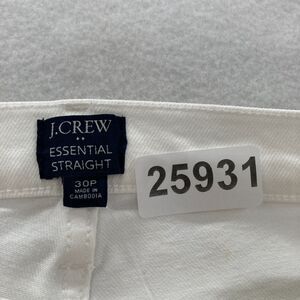 J.CREW
ESSENTIAL
STRAIGHT
30P
MADE IN
CAMBODIA
25931